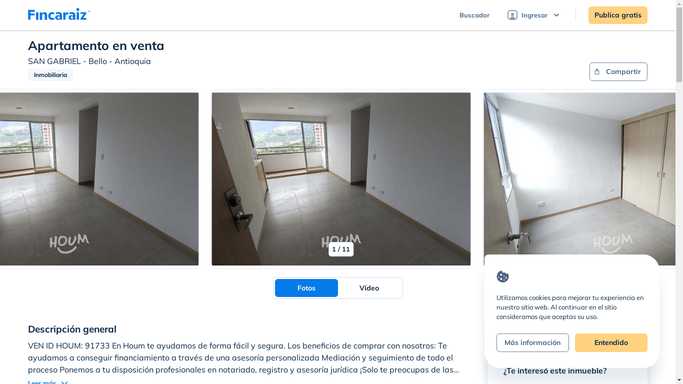 Fincaraiz
Buscador
Ingresar
Publica gratis
Apartamento en venta
SAN GABRIEL - Bello - Antioquia
Inmobiliaria
Compartir
HOUM
HOUM
HOUM
1 / 11
Fotos
Video
Utilizamos cookies para mejorar tu experiencia en
nuestro sitio web. Al continuar en el sitio
consideramos que aceptas su uso.
Más información
Entendido
Descripción general
VEN ID HOUM: 91733 En Houm te ayudamos de forma fácil y segura. Los beneficios de comprar con nosotros: Te
ayudamos a conseguir financiamiento a través de una asesoría personalizada Mediación y seguimiento de todo el
proceso Ponemos a tu disposición profesionales en notariado, registro y asesoría jurídica ¡Solo te preocupas de las...
Leer más
¿Te interesó este inmueble?